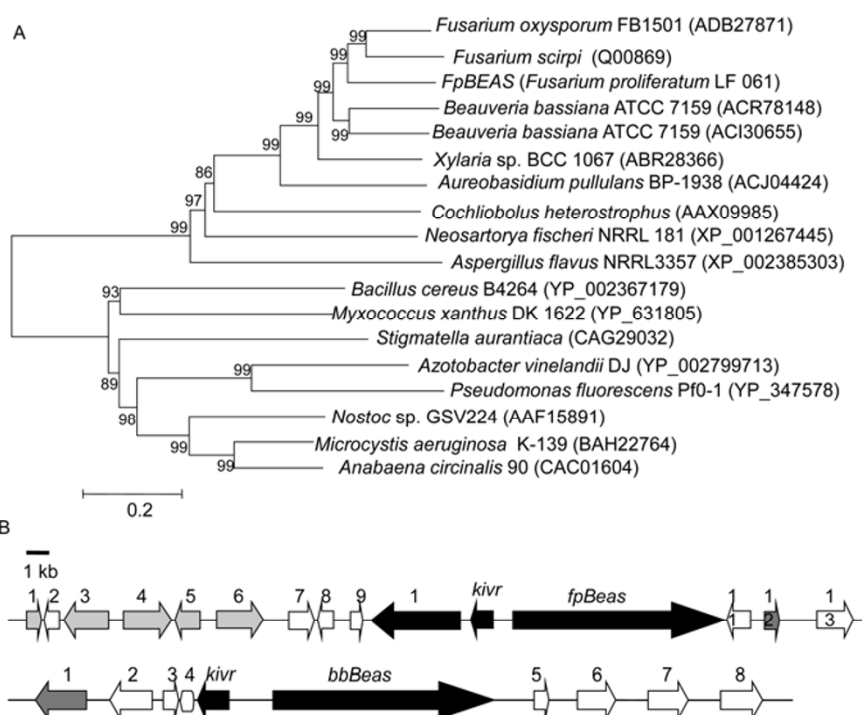 A
Fusarium oxysporum FB1501 (ADB27871)
Fusarium scirpi (Q00869)
FpBEAS (Fusarium proliferatum LF 061)
Beauveria bassiana ATCC 7159 (ACR78148)
Beauveria bassiana ATCC 7159 (ACI30655)
Xylaria sp. BCC 1067 (ABR28366)
Aureobasidium pullulans BP-1938 (ACJ04424)
Cochliobolus heterostrophus (AAX09985)
Neosartorya fischeri NRRL 181 (XP_001267445)
Aspergillus flavus NRRL3357 (XP_002385303)
Bacillus cereus B4264 (YP_002367179)
Myxococcus xanthus DK 1622 (YP_631805)
Stigmatella aurantiaca (CAG29032)
Azotobacter vinelandii DJ (YP_002799713)
Pseudomonas fluorescens Pf0-1 (YP_347578)
Nostoc sp. GSV224 (AAF15891)
Microcystis aeruginosa K-139 (BAH22764)
Anabaena circinalis 90 (CAC01604)
99
99
99
99
99
99
86
97
99
93
89
99
98
99
99
0.2
B
1 kb
1 2 3 4 5 6 7 8 9 1 kivr fpBeas 1 1 1
1 2 3
1 2 3 4 kivr bbBeas 5 6 7 8